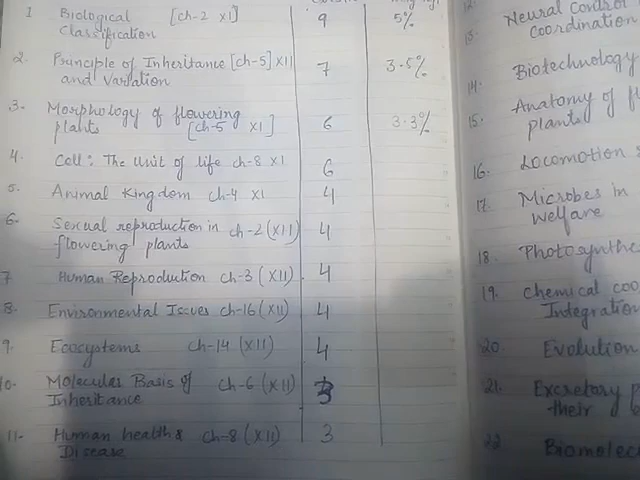 1 Biological [ch-2 XI] 9 5%
Classification
2. Principle of Inheritance [ch-5] XII 7 3.5%
and Variation
3. Morphology of flowering 6 3.3%
plants [ch-5 XI]
4. Cell: The Unit of life ch-8 XI 6
5. Animal Kingdom ch-4 XI 4
6. Sexual reproduction in ch-2 (XII) 4
flowering plants
7 Human Reproduction ch-3 (XII) 4
8. Environmental Issues ch-16 (XII) 4
9. Ecosystems ch-14 (XII) 4
10. Molecular Basis of ch-6 (XII) 3
Inheritance
11. Human health & ch-8 (XII) 3
Disease
Neural Control
coordination
14. Biotechnology
15. Anatomy of
plants
16. Locomotion
17. Microbes in
welfare
18. Photosynthe
19. Chemical coo
Integration
20. Evolution
21. Excretory
their
22 Biomolec